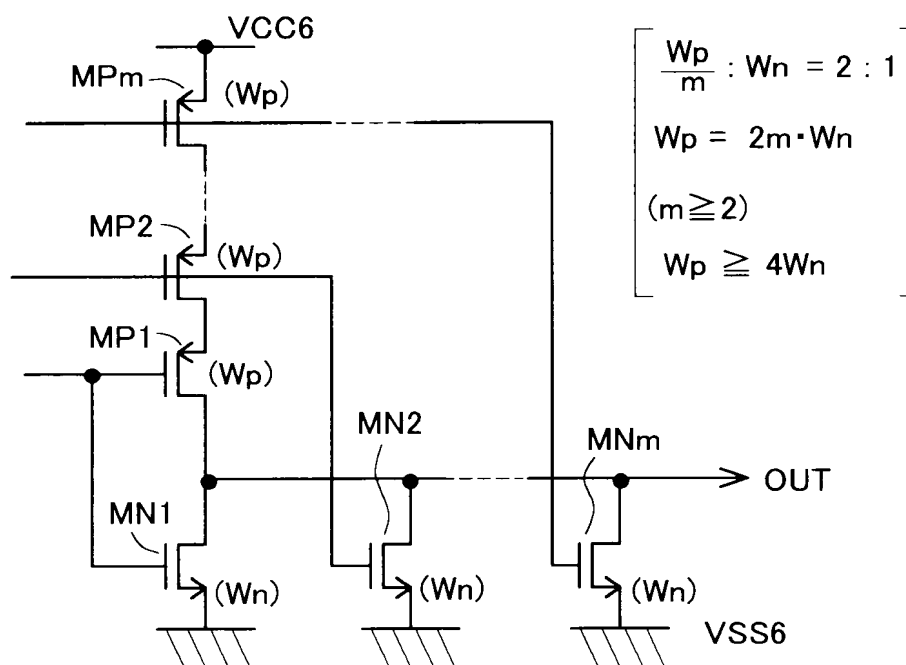 VCC6
MPm
(Wp)
Wp
m
: Wn = 2 : 1
Wp = 2m・Wn
(m≧2)
Wp ≧ 4Wn
MP2
(Wp)
MP1
(Wp)
MN2
MNm
OUT
MN1
(Wn)
(Wn)
(Wn)
VSS6